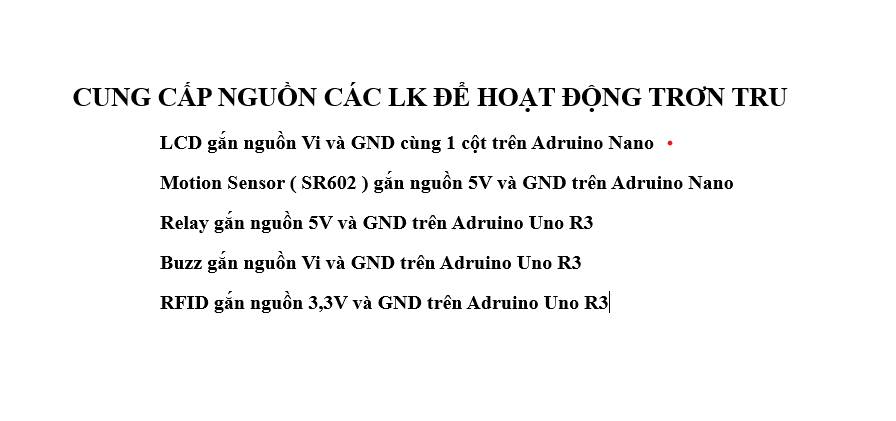 CUNG CẤP NGUỒN CÁC LK ĐỂ HOẠT ĐỘNG TRƠN TRU
LCD gắn nguồn Vi và GND cùng 1 cột trên Adruino Nano
Motion Sensor ( SR602 ) gắn nguồn 5V và GND trên Adruino Nano
Relay gắn nguồn 5V và GND trên Adruino Uno R3
Buzz gắn nguồn Vi và GND trên Adruino Uno R3
RFID gắn nguồn 3,3V và GND trên Adruino Uno R3